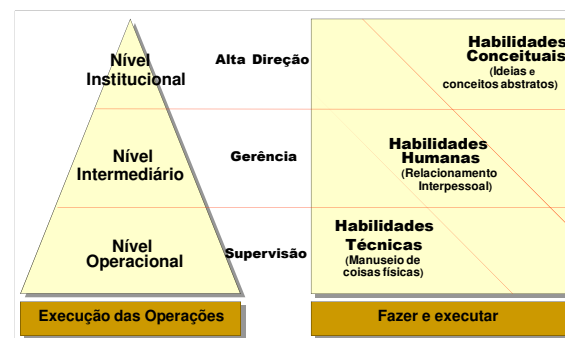 Nível
Institucional
Alta Direção
Habilidades
Conceituais
(Ideias e
conceitos abstratos)
Nível
Intermediário
Gerência
Habilidades
Humanas
(Relacionamento
Interpessoal)
Nível
Operacional
Supervisão
Habilidades
Técnicas
(Manuseio de
coisas físicas)
Execução das Operações
Fazer e executar